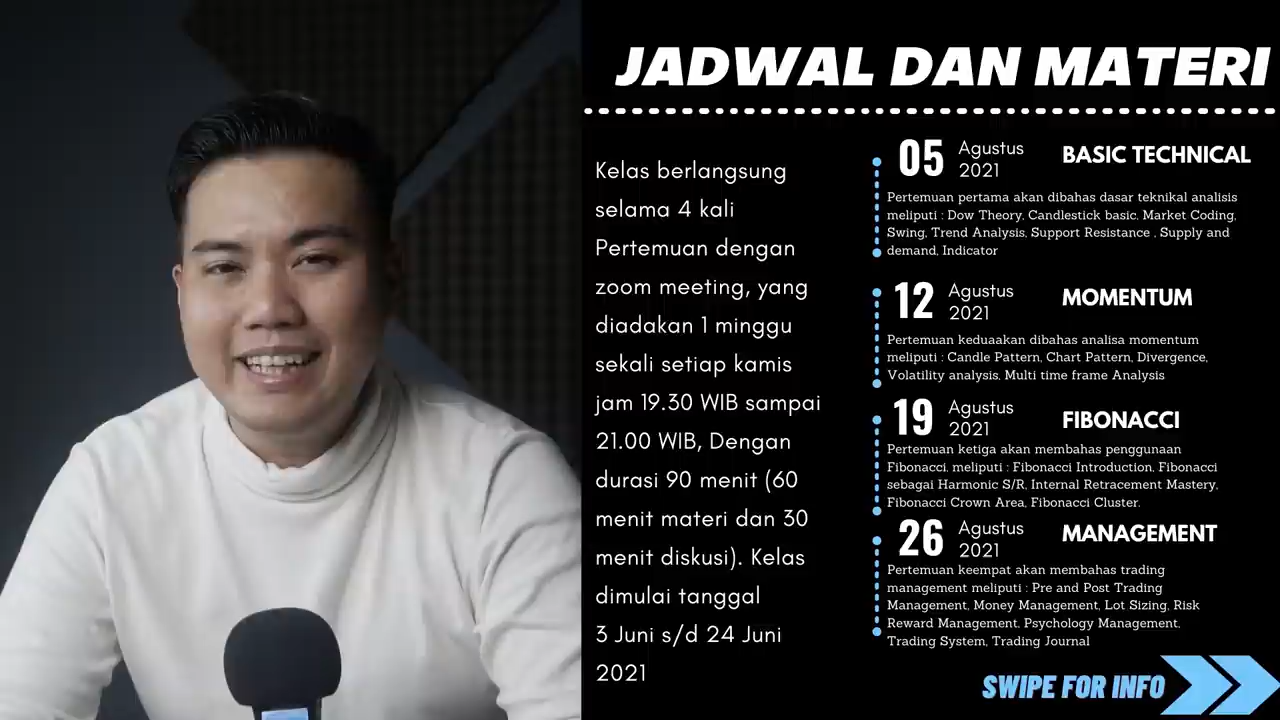 JADWAL DAN MATERI
Kelas berlangsung
selama 4 kali
Pertemuan dengan
zoom meeting, yang
diadakan 1 minggu
sekali setiap kamis
jam 19.30 WIB sampai
21.00 WIB, Dengan
durasi 90 menit (60
menit materi dan 30
menit diskusi). Kelas
dimulai tanggal
3 Juni s/d 24 Juni
2021
05 Agustus 2021 BASIC TECHNICAL
Pertemuan pertama akan dibahas dasar teknikal analisis
meliputi : Dow Theory, Candlestick basic, Market Coding,
Swing, Trend Analysis, Support Resistance , Supply and
demand, Indicator
12 Agustus 2021 MOMENTUM
Pertemuan keduaakan dibahas analisa momentum
meliputi : Candle Pattern, Chart Pattern, Divergence,
Volatility analysis, Multi time frame Analysis
19 Agustus 2021 FIBONACCI
Pertemuan ketiga akan membahas penggunaan
Fibonacci, meliputi : Fibonacci Introduction, Fibonacci
sebagai Harmonic S/R, Internal Retracement Mastery,
Fibonacci Crown Area, Fibonacci Cluster.
26 Agustus 2021 MANAGEMENT
Pertemuan keempat akan membahas trading
management meliputi : Pre and Post Trading
Management, Money Management, Lot Sizing, Risk
Reward Management, Psychology Management,
Trading System, Trading Journal
SWIPE FOR INFO